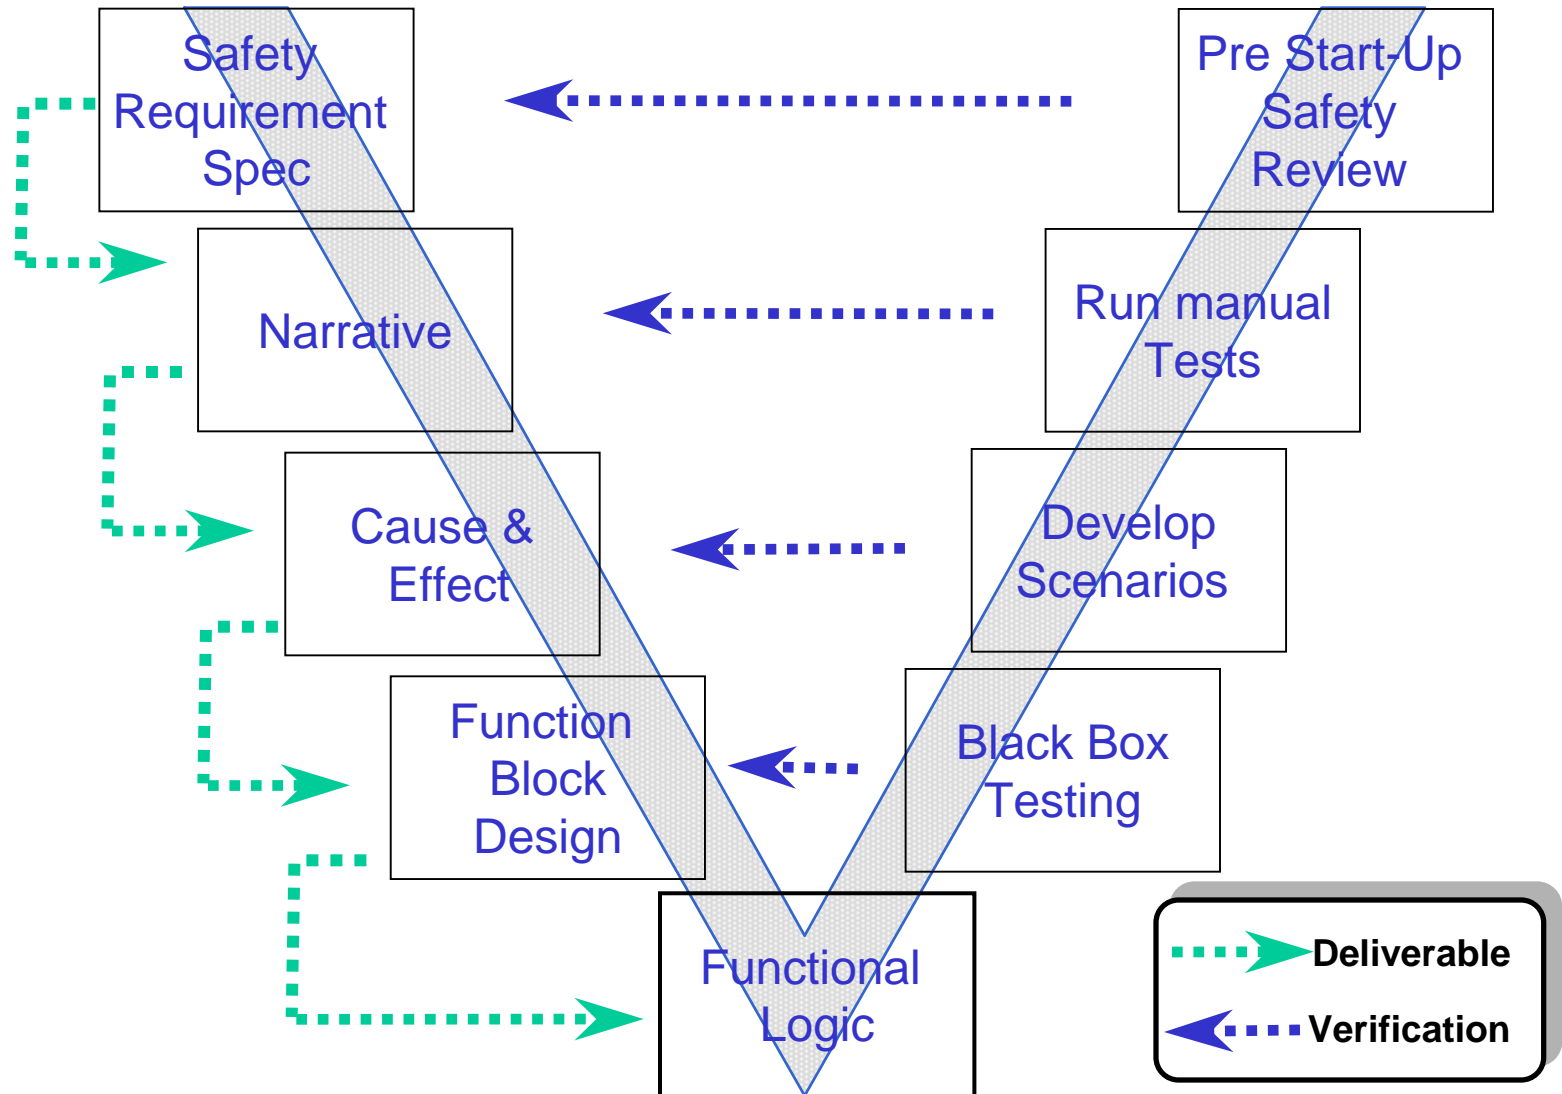 Safety
Requirement
Spec
Pre Start-Up
Safety
Review
Narrative
Run manual
Tests
Cause &
Effect
Develop
Scenarios
Function
Block
Design
Black Box
Testing
Functional
Logic
Deliverable
Verification